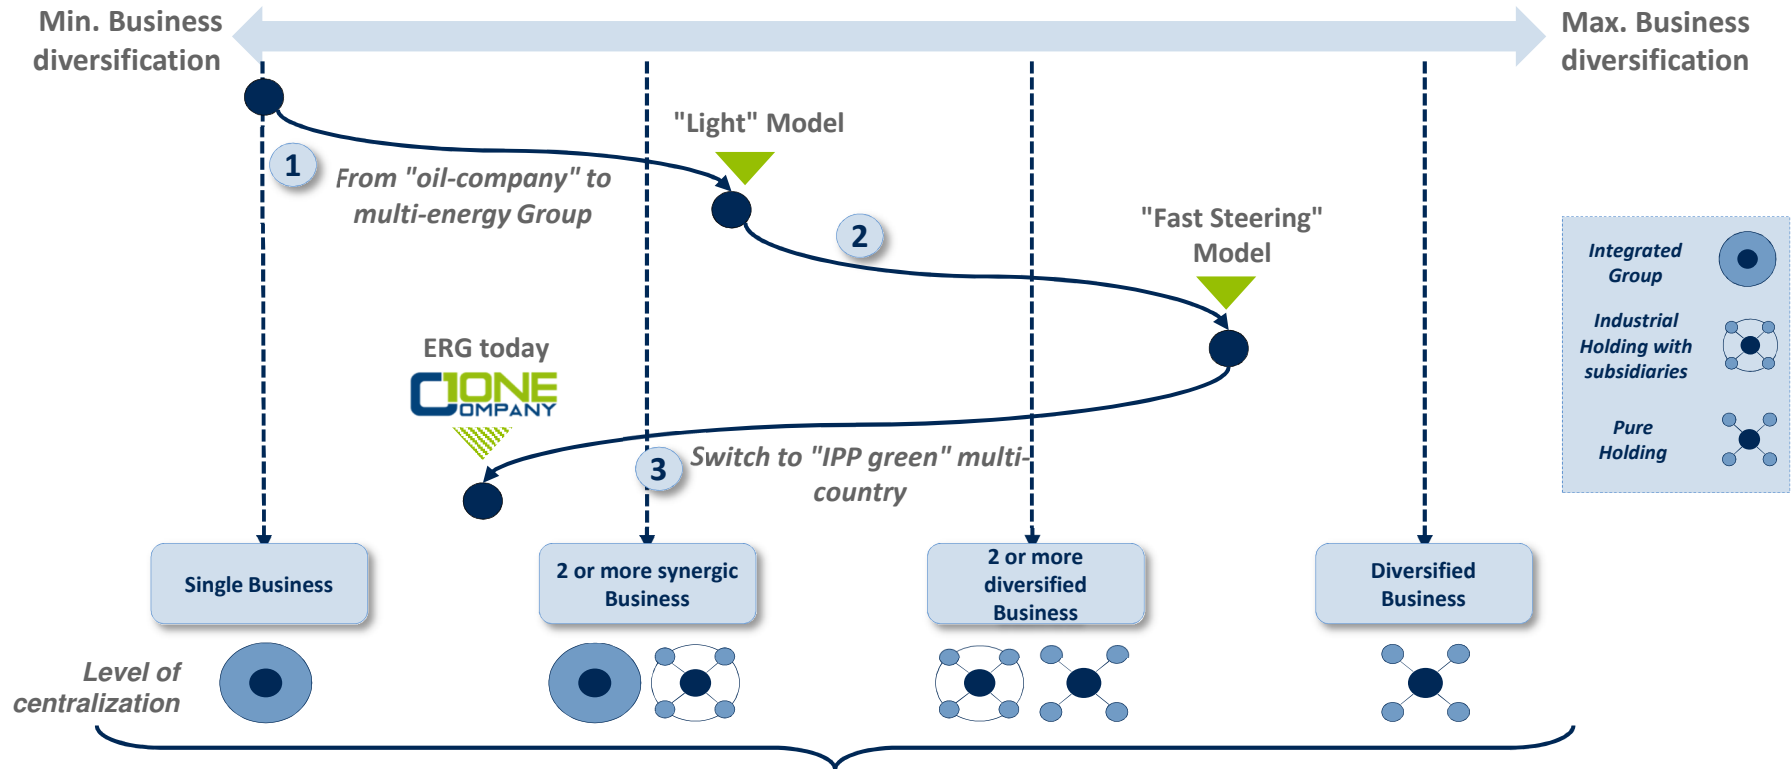 Min. Business
diversification
Max. Business
diversification
"Light" Model
1
From "oil-company" to
multi-energy Group
2
"Fast Steering"
Model
ERG today
ONE
COMPANY
3
Switch to "IPP green" multi-
country
Integrated
Group
Industrial
Holding with
subsidiaries
Pure
Holding
Single Business
2 or more synergic
Business
2 or more
diversified
Business
Diversified
Business
Level of
centralization